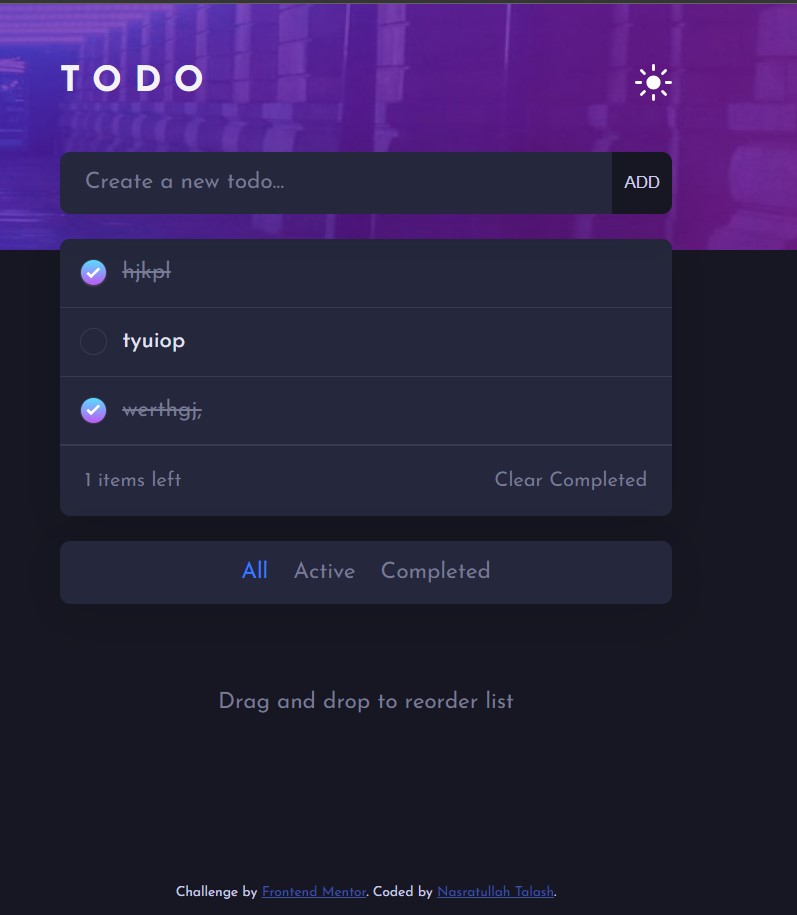 TODO
Create a new todo...
ADD
hjkpl
tyuiop
werthgj;
1 items left
Clear Completed
All Active Completed
Drag and drop to reorder list
Challenge by Frontend Mentor. Coded by Nasratullah Talash.